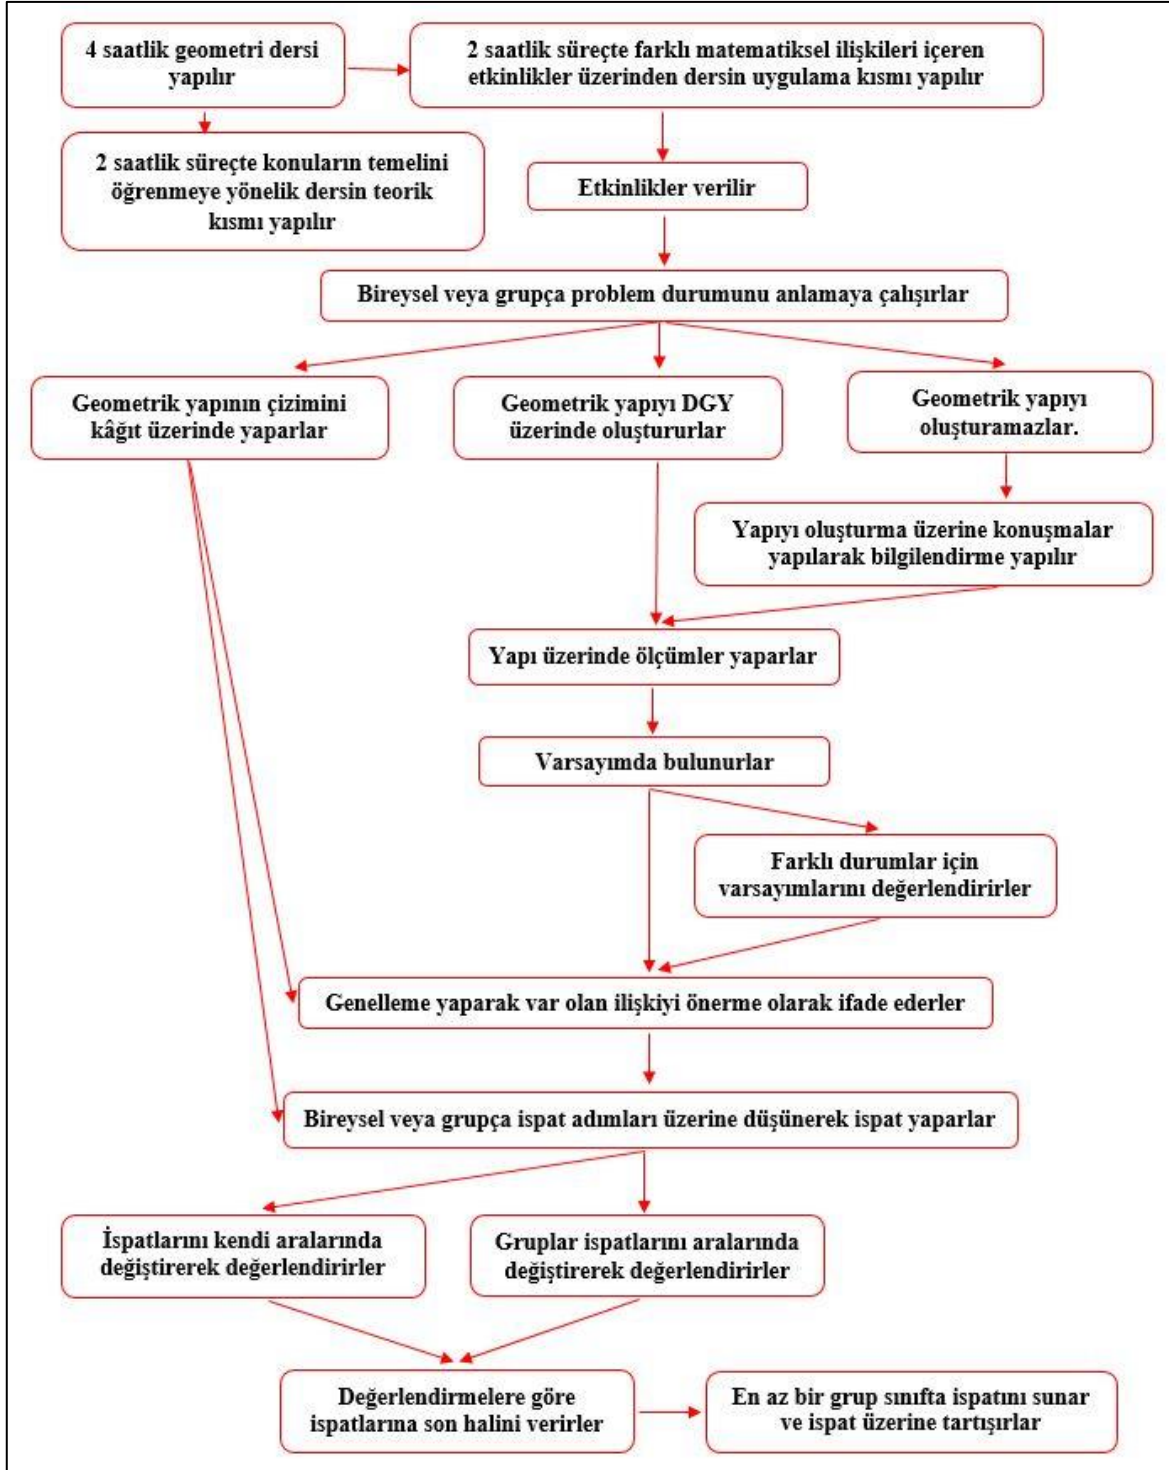 4 saatlik geometri dersi
yapılır
2 saatlik süreçte farklı matematiksel ilişkileri içeren
etkinlikler üzerinden dersin uygulama kısmı yapılır
2 saatlik süreçte konuların temelini
öğrenmeye yönelik dersin teorik
kısmı yapılır
Etkinlikler verilir
Bireysel veya grupça problem durumunu anlamaya çalışırlar
Geometrik yapının çizimini
kâğıt üzerinde yaparlar
Geometrik yapıyı DGY
üzerinde oluştururlar
Geometrik yapıyı
oluşturamazlar.
Yapıyı oluşturma üzerine konuşmalar
yapılarak bilgilendirme yapılır
Yapı üzerinde ölçümler yaparlar
Varsayımda bulunurlar
Farklı durumlar için
varsayımlarını değerlendirirler
Genelleme yaparak var olan ilişkiyi önerme olarak ifade ederler
Bireysel veya grupça ispat adımları üzerine düşünerek ispat yaparlar
İspatlarını kendi aralarında
değiştirerek değerlendirirler
Gruplar ispatlarını aralarında
değiştirerek değerlendirirler
Değerlendirmelere göre
ispatlarına son halini verirler
En az bir grup sınıfta ispatını sunar
ve ispat üzerine tartışırlar